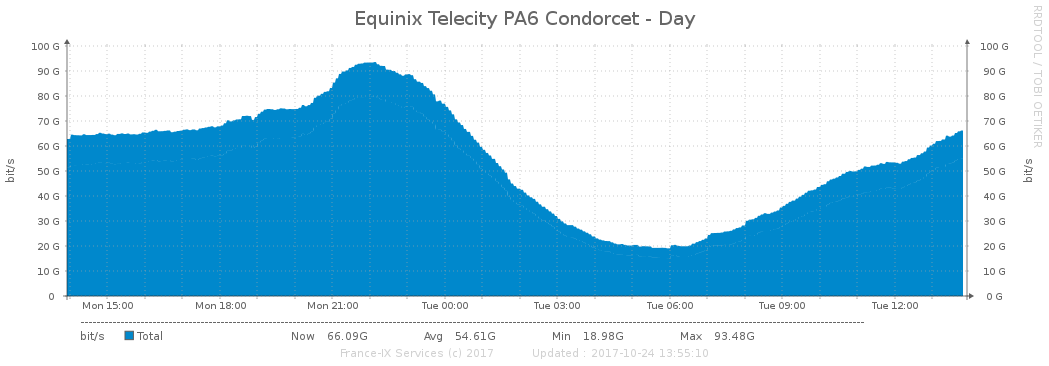 Equinix Telecity PA6 Condorcet - Day
RRDTOOL / TOBI OETIKER
bit/s
100 G
90 G
80 G
70 G
60 G
50 G
40 G
30 G
20 G
10 G
0
100 G
90 G
80 G
70 G
60 G
50 G
40 G
30 G
20 G
10 G
0 G
bit/s
Mon 15:00 Mon 18:00 Mon 21:00 Tue 00:00 Tue 03:00 Tue 06:00 Tue 09:00 Tue 12:00
bit/s Total Now 66.09G Avg 54.61G Min 18.98G Max 93.48G
France-IX Services (c) 2017 Updated : 2017-10-24 13:55:10